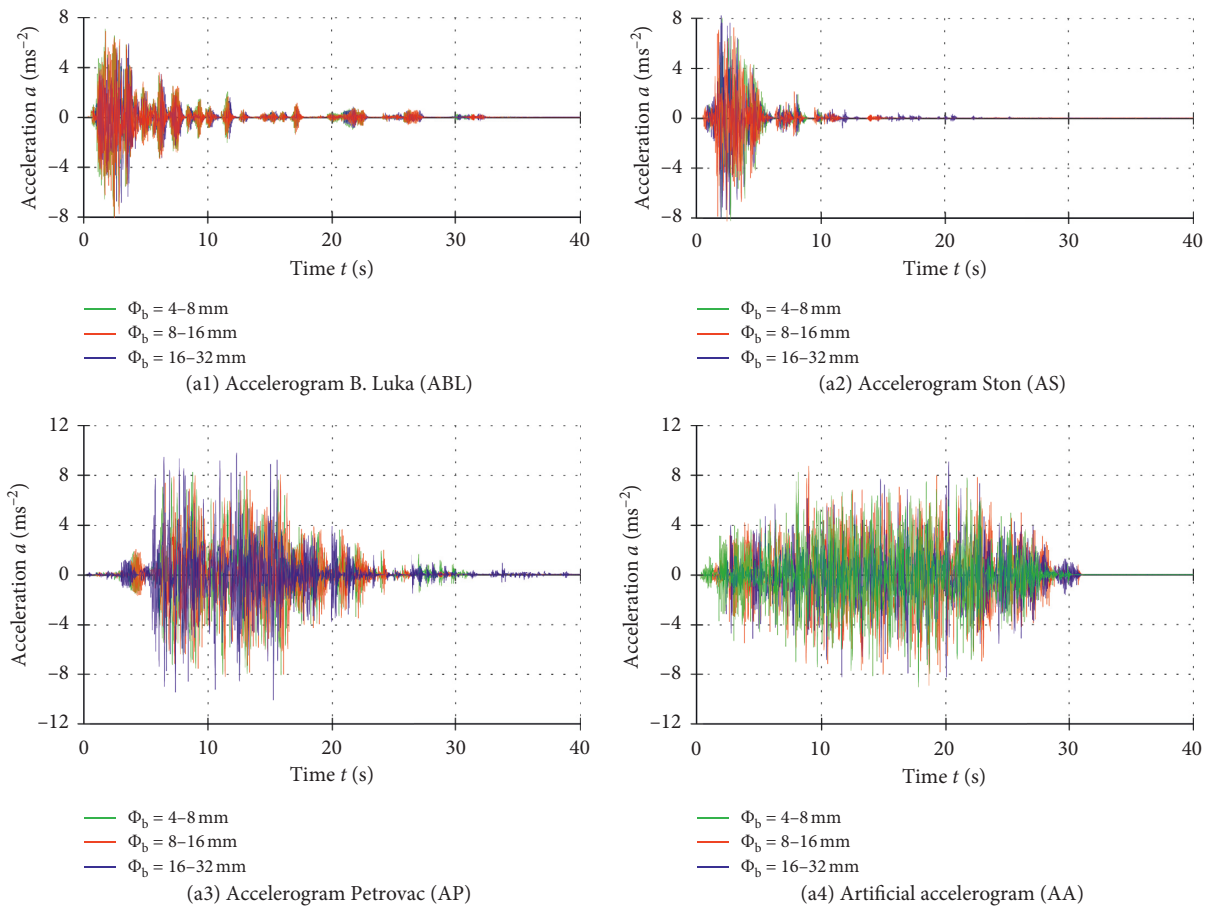 8
4
0
−4
−8
Acceleration a (ms−2)
0 10 20 30 40
Time t (s)
Φb = 4–8 mm
Φb = 8–16 mm
Φb = 16–32 mm
(a1) Accelerogram B. Luka (ABL)
8
4
0
−4
−8
Acceleration a (ms−2)
0 10 20 30 40
Time t (s)
Φb = 4–8 mm
Φb = 8–16 mm
Φb = 16–32 mm
(a2) Accelerogram Ston (AS)
12
8
4
0
−4
−8
−12
Acceleration a (ms−2)
0 10 20 30 40
Time t (s)
Φb = 4–8 mm
Φb = 8–16 mm
Φb = 16–32 mm
(a3) Accelerogram Petrovac (AP)
12
8
4
0
−4
−8
−12
Acceleration a (ms−2)
0 10 20 30 40
Time t (s)
Φb = 4–8 mm
Φb = 8–16 mm
Φb = 16–32 mm
(a4) Artificial accelerogram (AA)